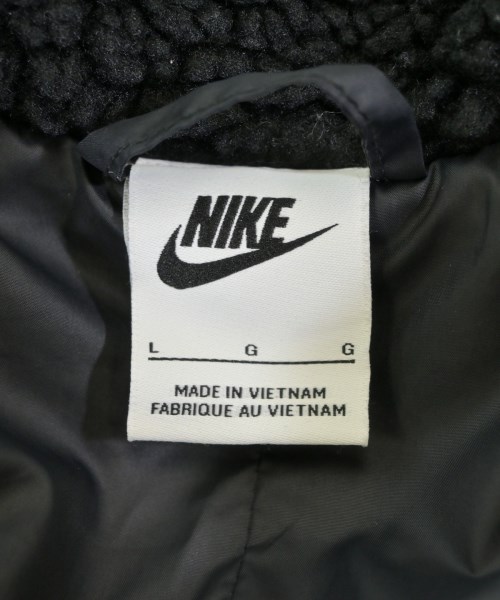 NIKE
L G G
MADE IN VIETNAM
FABRIQUE AU VIETNAM